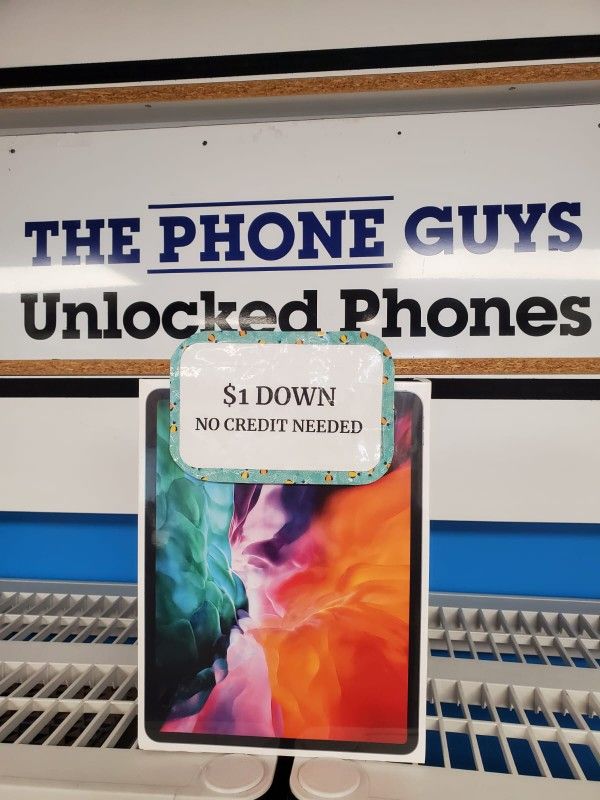 THE PHONE GUYS
Unlocked Phones
$1 DOWN
NO CREDIT NEEDED